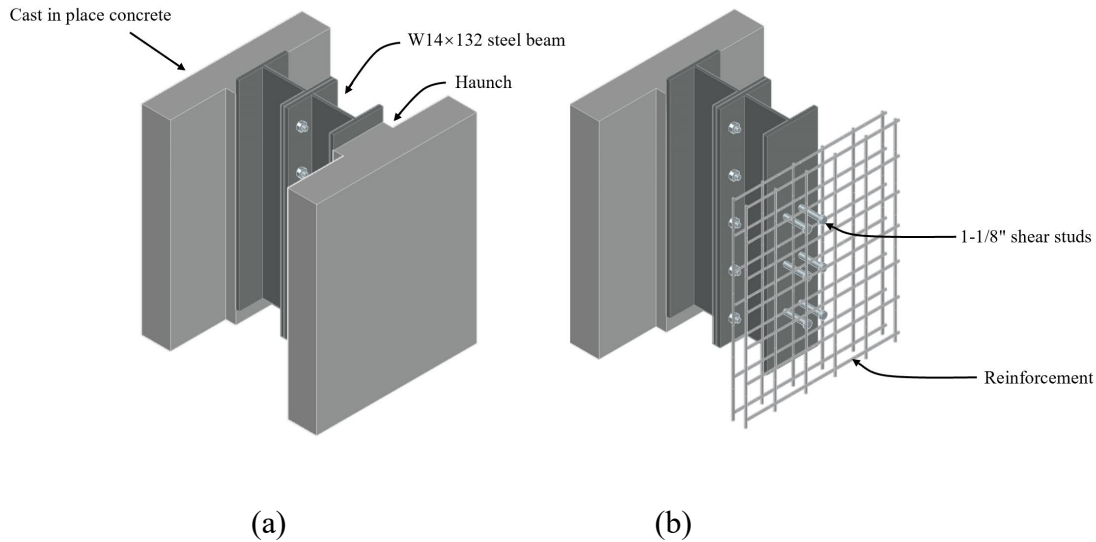 Cast in place concrete
W14×132 steel beam
Haunch
1-1/8" shear studs
Reinforcement
(a)
(b)